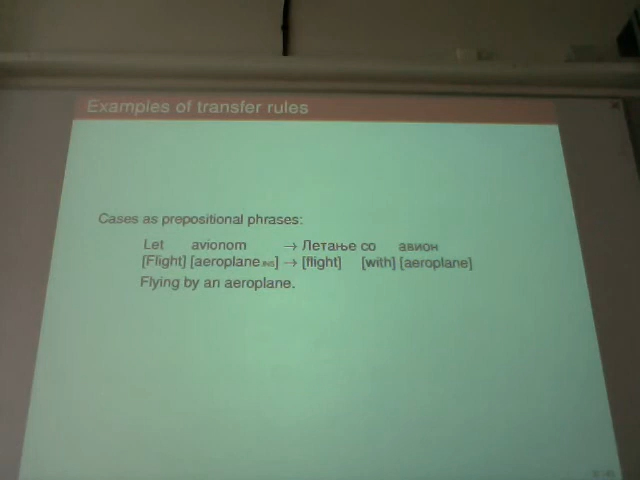 Examples of transfer rules
Cases as prepositional phrases:
Let avionom → Летање со авион
[Flight] [aeroplane.INS] → [flight] [with] [aeroplane]
Flying by an aeroplane.